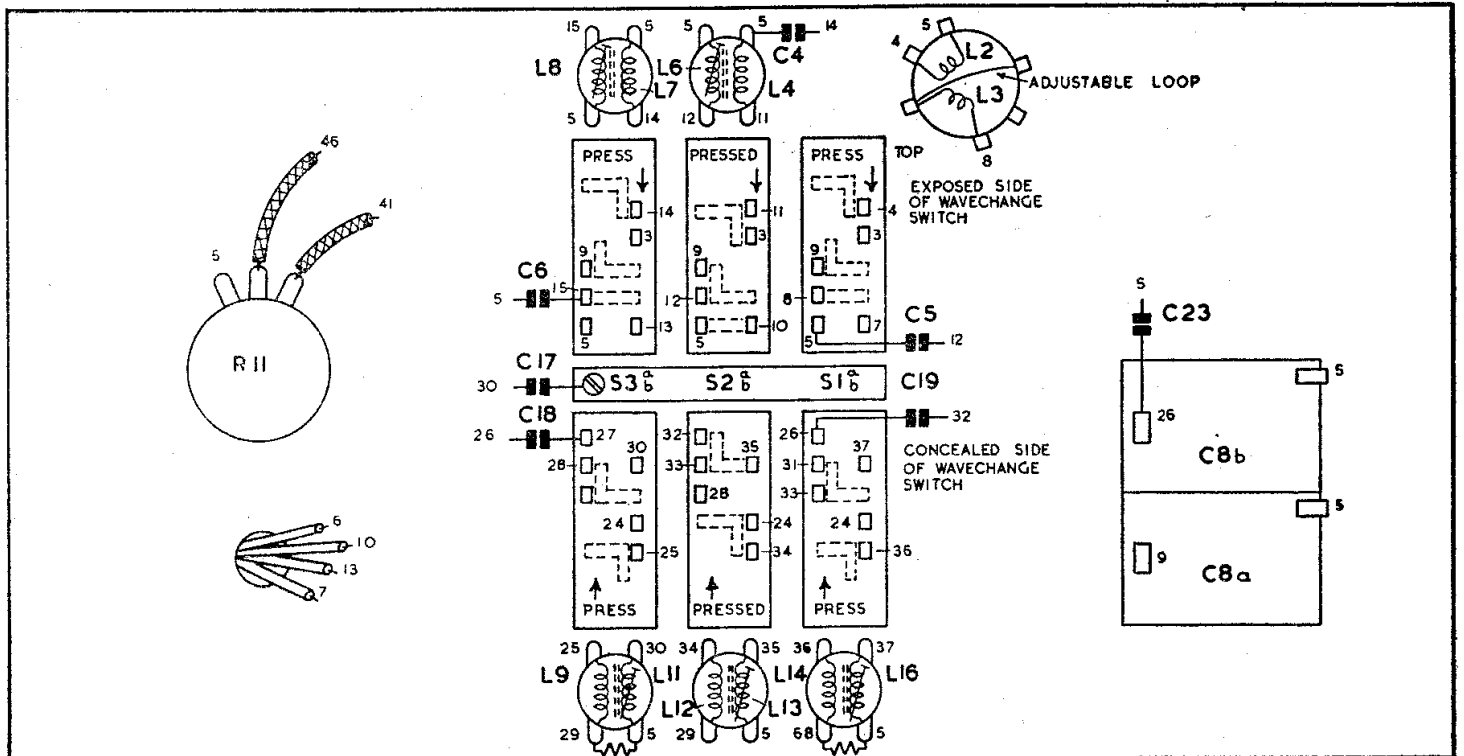 15 5 5 5 14
C4
L8 L6 L7 L4
5 14 12 11
5
4
L2
L3
ADJUSTABLE LOOP
8
46
41
5
R11
6
10
13
7
PRESS
PRESSED
PRESS
TOP
EXPOSED SIDE
OF WAVECHANGE
SWITCH
14 11 4
3 3 3
9 9 9
C6
5 15 12 8
13 10 7
5 5 5
C5
12
C17
30
S3 a b
S2 a b
S1 a b
C19
32
C18
26
27 32 26
28 30 33 35 31 37
28 33
CONCEALED SIDE
OF WAVECHANGE
SWITCH
24 24 24
25 34 36
PRESS
PRESSED
PRESS
25 30 34 35 36 37
L9 L11 L14 L16
L12 L13
29 5 29 5 68 5
5
C23
5
26
C8b
5
9
C8a